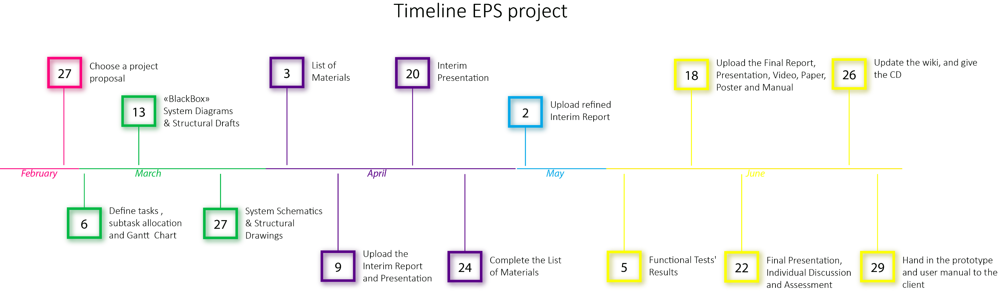 Timeline EPS project
27
Choose a project
proposal
13
«BlackBox»
System Diagrams
& Structural Drafts
3
List of
Materials
20
Interim
Presentation
2
Upload refined
Interim Report
18
Upload the Final Report,
Presentation, Video, Paper,
Poster and Manual
26
Update the wiki, and give
the CD
February
March
April
May
June
6
Define tasks ,
subtask allocation
and Gantt Chart
27
System Schematics
& Structural
Drawings
9
Upload the
Interim Report
and Presentation
24
Complete the List
of Materials
5
Functional Tests'
Results
22
Final Presentation,
Individual Discussion
and Assessment
29
Hand in the prototype
and user manual to the
client